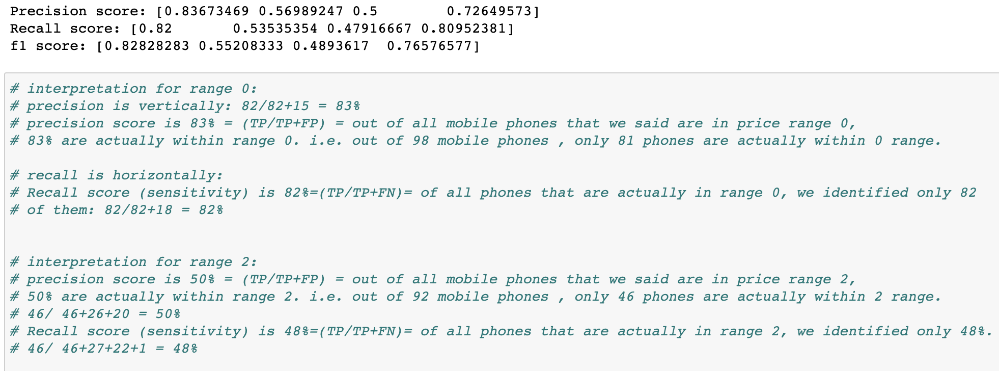 Precision score: [0.83673469 0.56989247 0.5        0.72649573]
Recall score: [0.82       0.53535354 0.47916667 0.80952381]
f1 score: [0.82828283 0.55208333 0.4893617  0.76576577]
# interpretation for range 0:
# precision is vertically: 82/82+15 = 83%
# precision score is 83% = (TP/TP+FP) = out of all mobile phones that we said are in price range 0,
# 83% are actually within range 0. i.e. out of 98 mobile phones , only 81 phones are actually within 0 range.
# recall is horizontally:
# Recall score (sensitivity) is 82%=(TP/TP+FN)= of all phones that are actually in range 0, we identified only 82
# of them: 82/82+18 = 82%
# interpretation for range 2:
# precision score is 50% = (TP/TP+FP) = out of all mobile phones that we said are in price range 2,
# 50% are actually within range 2. i.e. out of 92 mobile phones , only 46 phones are actually within 2 range.
# 46/ 46+26+20 = 50%
# Recall score (sensitivity) is 48%=(TP/TP+FN)= of all phones that are actually in range 2, we identified only 48%.
# 46/ 46+27+22+1 = 48%